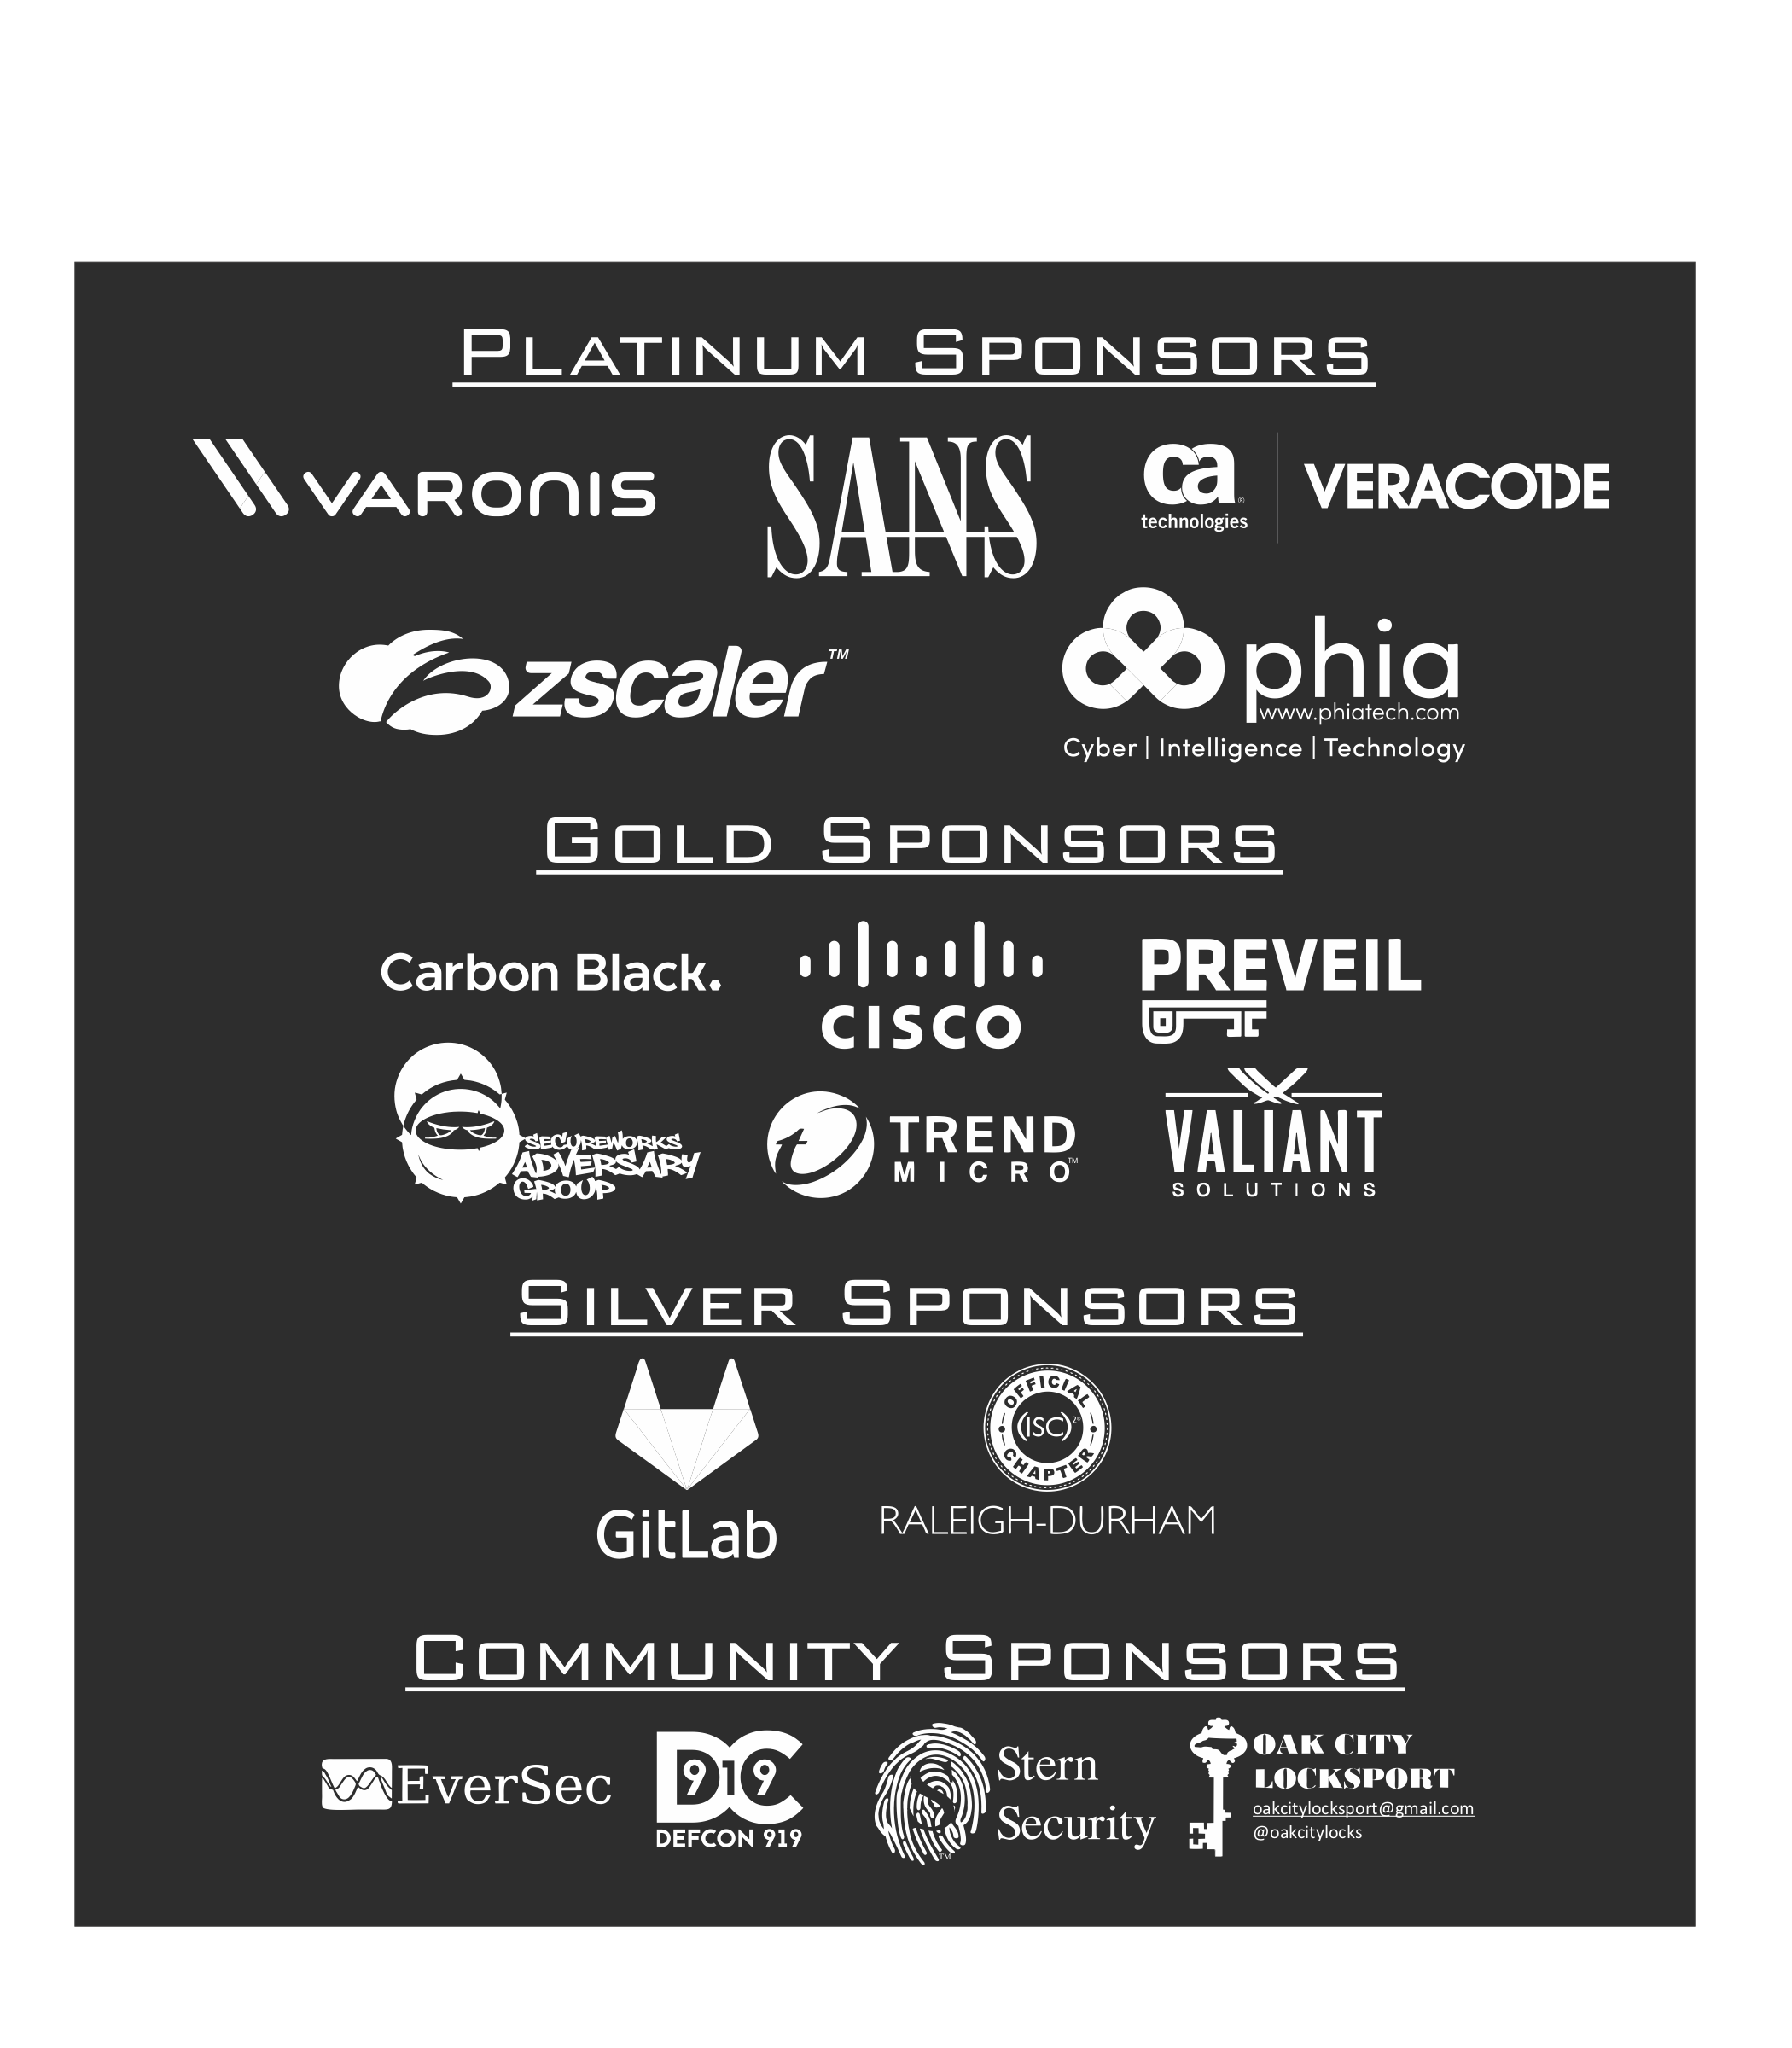 Platinum Sponsors
VARONIS
SANS
ca®
technologies
VERACODE
zscaler™
phia
www.phiatech.com
Cyber | Intelligence | Technology
Gold Sponsors
Carbon Black.
CISCO
PREVEIL
SECUREWORKS
ADVERSARY
GROUP
TREND
MICRO™
VALIANT
SOLUTIONS
Silver Sponsors
GitLab
OFFICIAL
(ISC)²®
CHAPTER
RALEIGH-DURHAM
Community Sponsors
EverSec
DC
919
DEFCON 919
Stern
Security
™
OAK CITY
LOCKSPORT
oakcitylocksport@gmail.com
@oakcitylocks